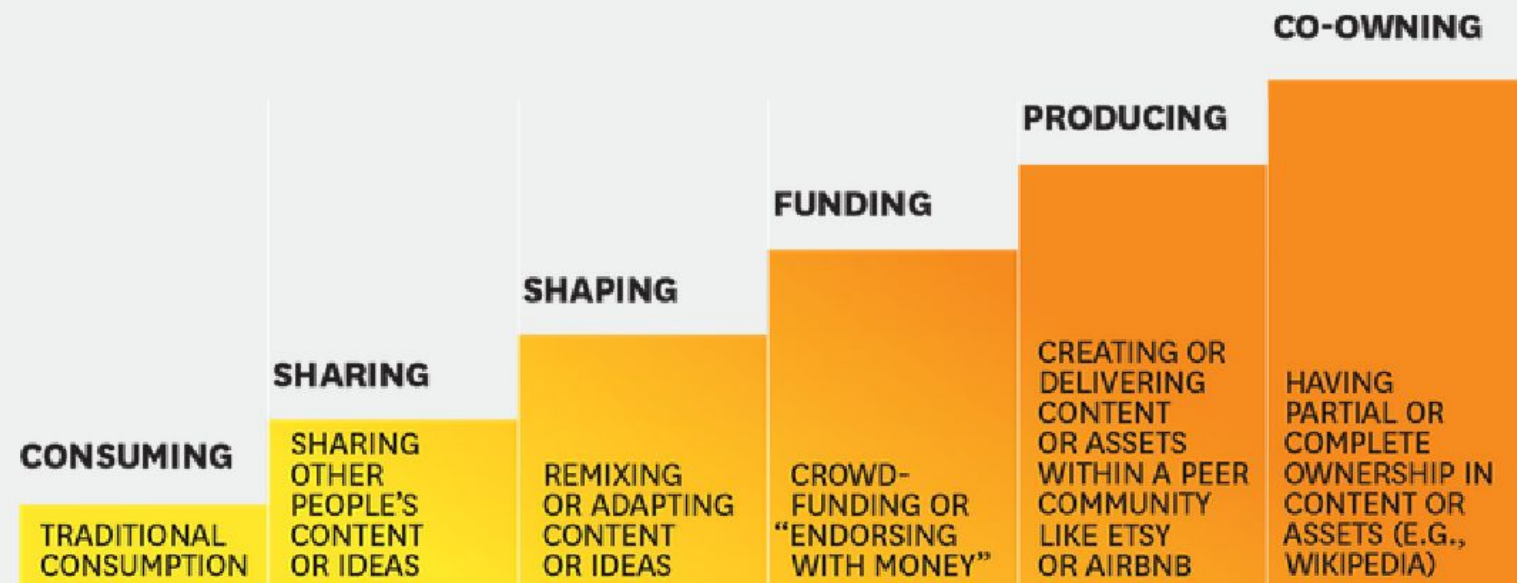 CONSUMING
TRADITIONAL
CONSUMPTION
SHARING
SHARING
OTHER
PEOPLE’S
CONTENT
OR IDEAS
SHAPING
REMIXING
OR ADAPTING
CONTENT
OR IDEAS
FUNDING
CROWD-
FUNDING OR
“ENDORSING
WITH MONEY”
PRODUCING
CREATING OR
DELIVERING
CONTENT
OR ASSETS
WITHIN A PEER
COMMUNITY
LIKE ETSY
OR AIRBNB
CO-OWNING
HAVING
PARTIAL OR
COMPLETE
OWNERSHIP IN
CONTENT OR
ASSETS (E.G.,
WIKIPEDIA)